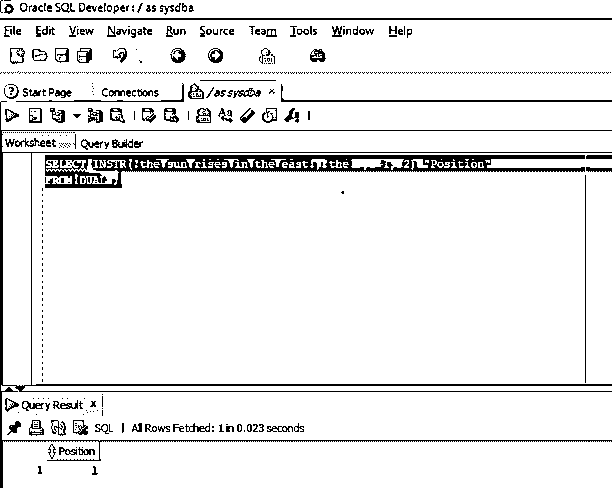 Oracle SQL Developer : / as sysdba
File Edit View Navigate Run Source Team Tools Window Help
Start Page Connections / as sysdba ×
Worksheet Query Builder
SELECT INSTR('the sun rises in the east', 'the 2) "Position"
FROM DUAL ;
Query Result x
SQL | All Rows Fetched: 1 in 0.023 seconds
Position
1 1